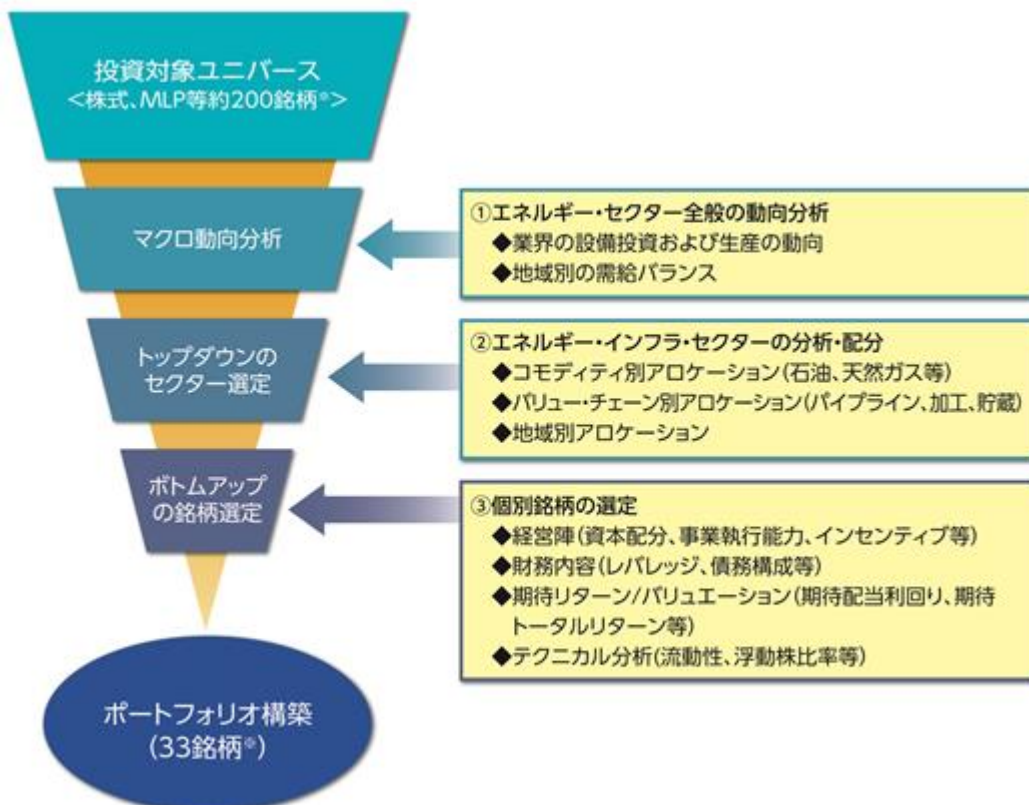 投資対象ユニバース
<株式、MLP等約200銘柄※>
マクロ動向分析
①エネルギー・セクター全般の動向分析
◆業界の設備投資および生産の動向
◆地域別の需給バランス
トップダウンの
セクター選定
②エネルギー・インフラ・セクターの分析・配分
◆コモディティ別アロケーション(石油、天然ガス等)
◆バリュー・チェーン別アロケーション(パイプライン、加工、貯蔵)
◆地域別アロケーション
ボトムアップ
の銘柄選定
③個別銘柄の選定
◆経営陣(資本配分、事業執行能力、インセンティブ等)
◆財務内容(レバレッジ、債務構成等)
◆期待リターン/バリュエーション(期待配当利回り、期待
トータルリターン等)
◆テクニカル分析(流動性、浮動株比率等)
ポートフォリオ構築
(33銘柄※)